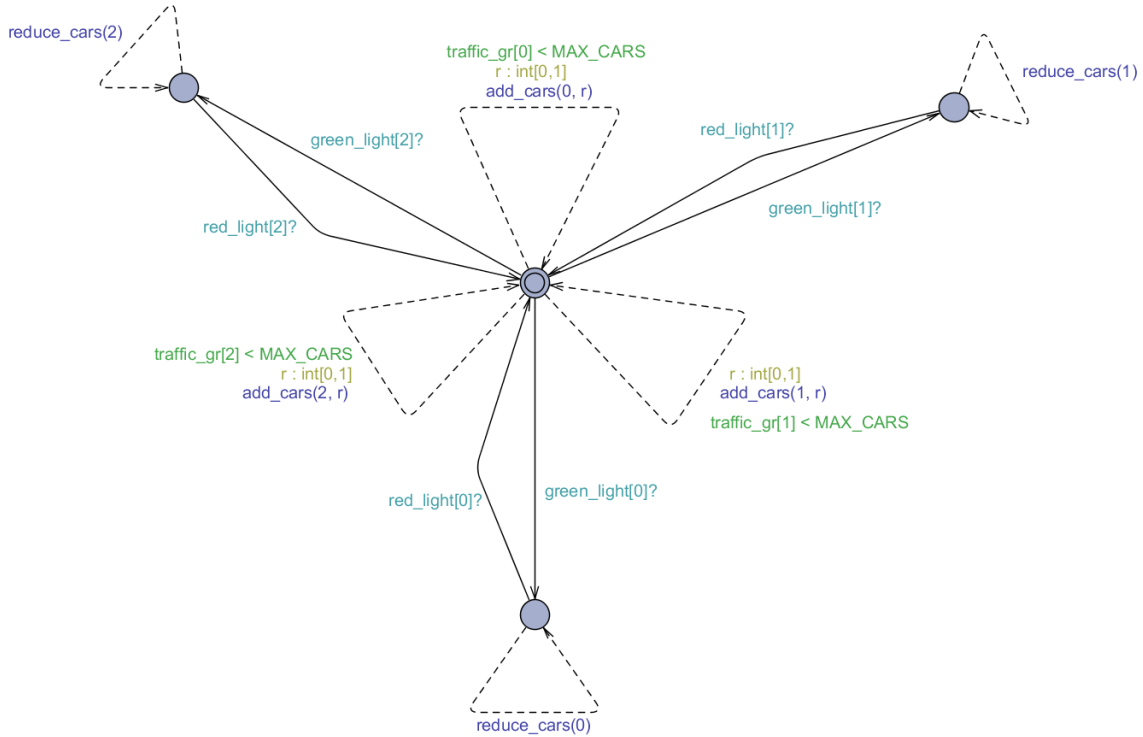 reduce_cars(2)
traffic_gr[0] < MAX_CARS
r : int[0,1]
add_cars(0, r)
reduce_cars(1)
green_light[2]?
red_light[1]?
red_light[2]?
green_light[1]?
traffic_gr[2] < MAX_CARS
r : int[0,1]
add_cars(2, r)
r : int[0,1]
add_cars(1, r)
traffic_gr[1] < MAX_CARS
red_light[0]?
green_light[0]?
reduce_cars(0)